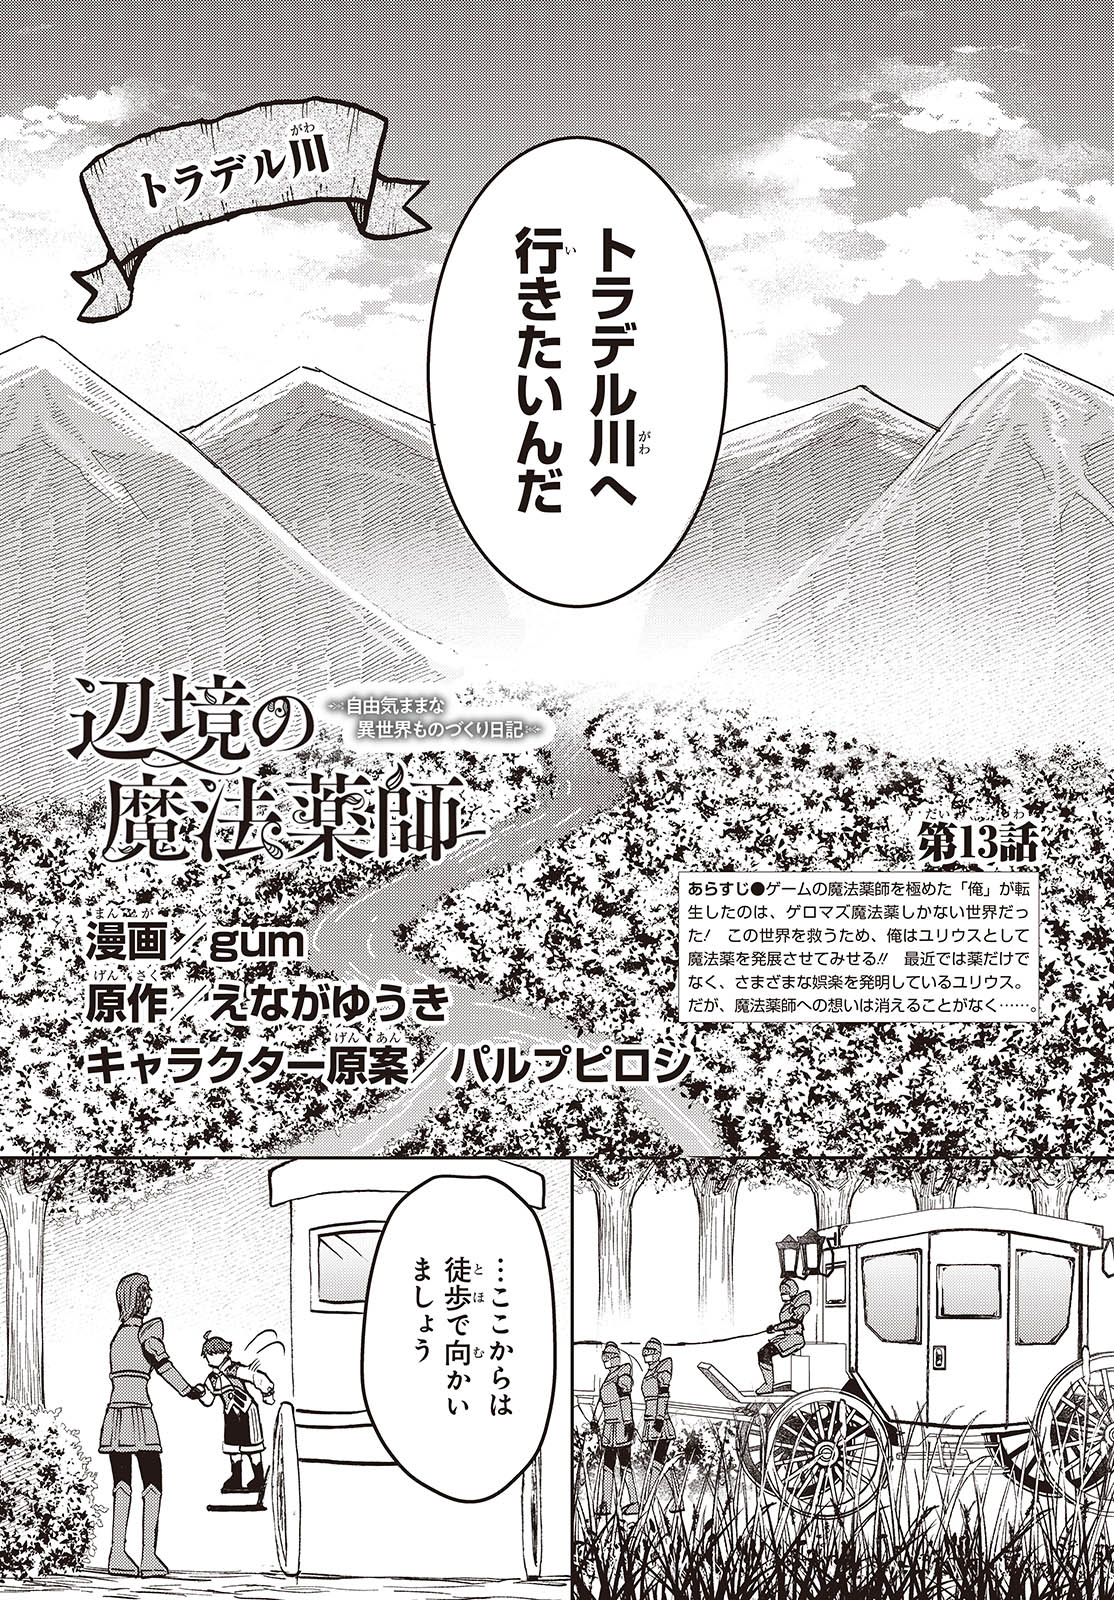 トラデル川
トラデル川へ
行きたいんだ
辺境の
魔法薬師
自由気ままな
異世界ものづくり日記
第13話
あらすじ●ゲームの魔法薬師を極めた「俺」が転
生したのは、ゲロマズ魔法薬しかない世界だっ
た! この世界を救うため、俺はユリウスとして
魔法薬を発展させてみせる!! 最近では薬だけで
なく、さまざまな娯楽を発明しているユリウス。
だが、魔法薬師への想いは消えることがなく……。
漫画／gum
原作／えながゆうき
キャラクター原案／パルプピロシ
…ここからは
徒歩で向かい
ましょう